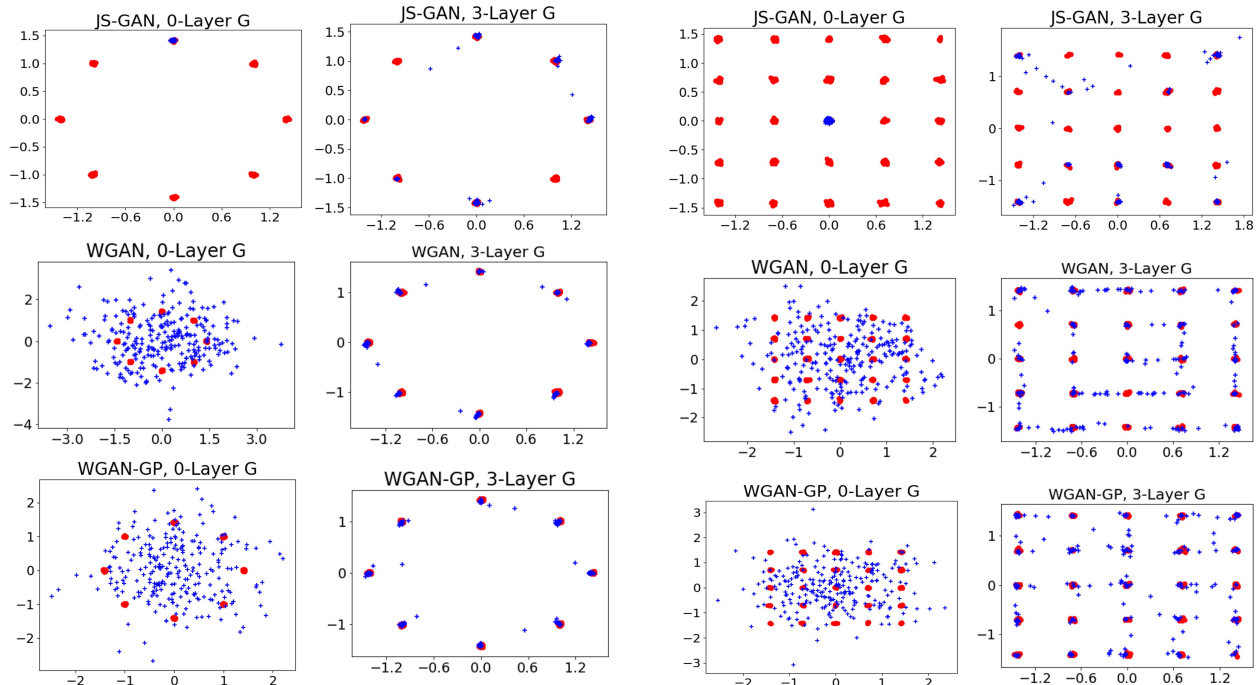 JS-GAN, 0-Layer G
1.5
1.0
0.5
0.0
−0.5
−1.0
−1.5
−1.2 −0.6 0.0 0.6 1.2
JS-GAN, 3-Layer G
1.5
1.0
0.5
0.0
−0.5
−1.0
−1.5
−1.2 −0.6 0.0 0.6 1.2
JS-GAN, 0-Layer G
1.5
1.0
0.5
0.0
−0.5
−1.0
−1.5
−1.2 −0.6 0.0 0.6 1.2
JS-GAN, 3-Layer G
1
0
−1
−1.2 −0.6 0.0 0.6 1.2 1.8
WGAN, 0-Layer G
2
0
−2
−4
−3.0 −1.5 0.0 1.5 3.0
WGAN, 3-Layer G
1
0
−1
−1.2 −0.6 0.0 0.6 1.2
WGAN, 0-Layer G
2
1
0
−1
−2
−2 −1 0 1 2
WGAN, 3-Layer G
1
0
−1
−1.2 −0.6 0.0 0.6 1.2
WGAN-GP, 0-Layer G
2
1
0
−1
−2
−2 −1 0 1 2
WGAN-GP, 3-Layer G
1
0
−1
−1.2 −0.6 0.0 0.6 1.2
WGAN-GP, 0-Layer G
3
2
1
0
−1
−2
−3
−2 −1 0 1 2
WGAN-GP, 3-Layer G
1
0
−1
−1.2 −0.6 0.0 0.6 1.2